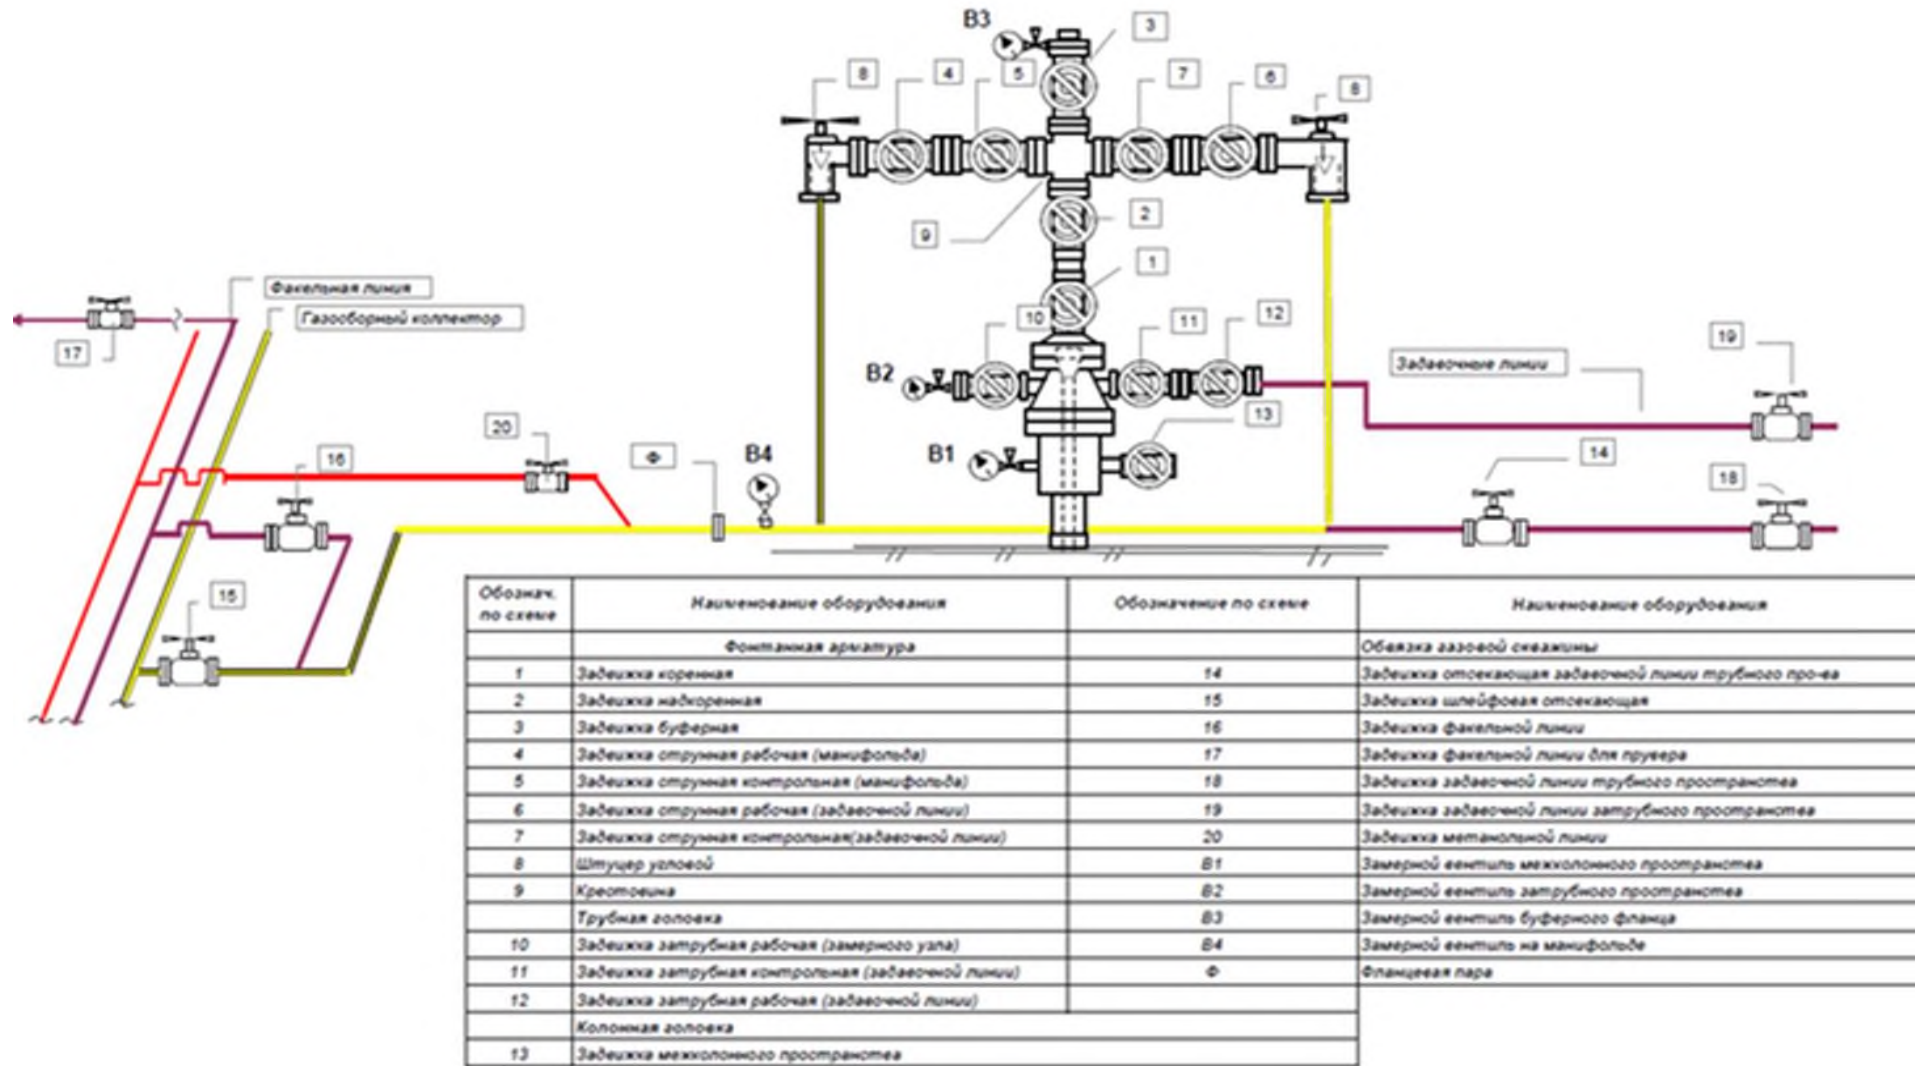 В3
3
8
4
5
7
6
8
2
9
1
Факельная линия
Газосборный коллектор
10
11
12
17
В2
19
Задавочные линии
13
20
16
Ф
В4
В1
14
18
15
Обознач. по схеме
Наименование оборудования
Обозначение по схеме
Наименование оборудования
Фонтанная арматура
Обвязка газовой скважины
1 Задвижка коренная 14 Задвижка отсекающая задавочной линии трубного про-ва
2 Задвижка надкоренная 15 Задвижка шлейфовая отсекающая
3 Задвижка буферная 16 Задвижка факельной линии
4 Задвижка струнная рабочая (манифольда) 17 Задвижка факельной линии для прувера
5 Задвижка струнная контрольная (манифольда) 18 Задвижка задавочной линии трубного пространства
6 Задвижка струнная рабочая (задавочной линии) 19 Задвижка задавочной линии затрубного пространства
7 Задвижка струнная контрольная(задавочной линии) 20 Задвижка метанольной линии
8 Штуцер угловой В1 Замерной вентиль межколонного пространства
9 Крестовина В2 Замерной вентиль затрубного пространства
Трубная головка В3 Замерной вентиль буферного фланца
10 Задвижка затрубная рабочая (замерного узла) В4 Замерной вентиль на манифольде
11 Задвижка затрубная контрольная (задавочной линии) Ф Фланцевая пара
12 Задвижка затрубная рабочая (задавочной линии)
Колонная головка
13 Задвижка межколонного пространства